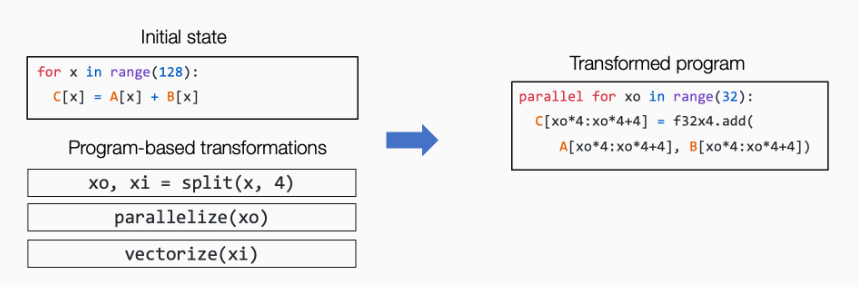 Initial state
for x in range(128):
C[x] = A[x] + B[x]
Program-based transformations
xo, xi = split(x, 4)
parallelize(xo)
vectorize(xi)
Transformed program
parallel for xo in range(32):
C[xo*4:xo*4+4] = f32x4.add(
A[xo*4:xo*4+4], B[xo*4:xo*4+4])